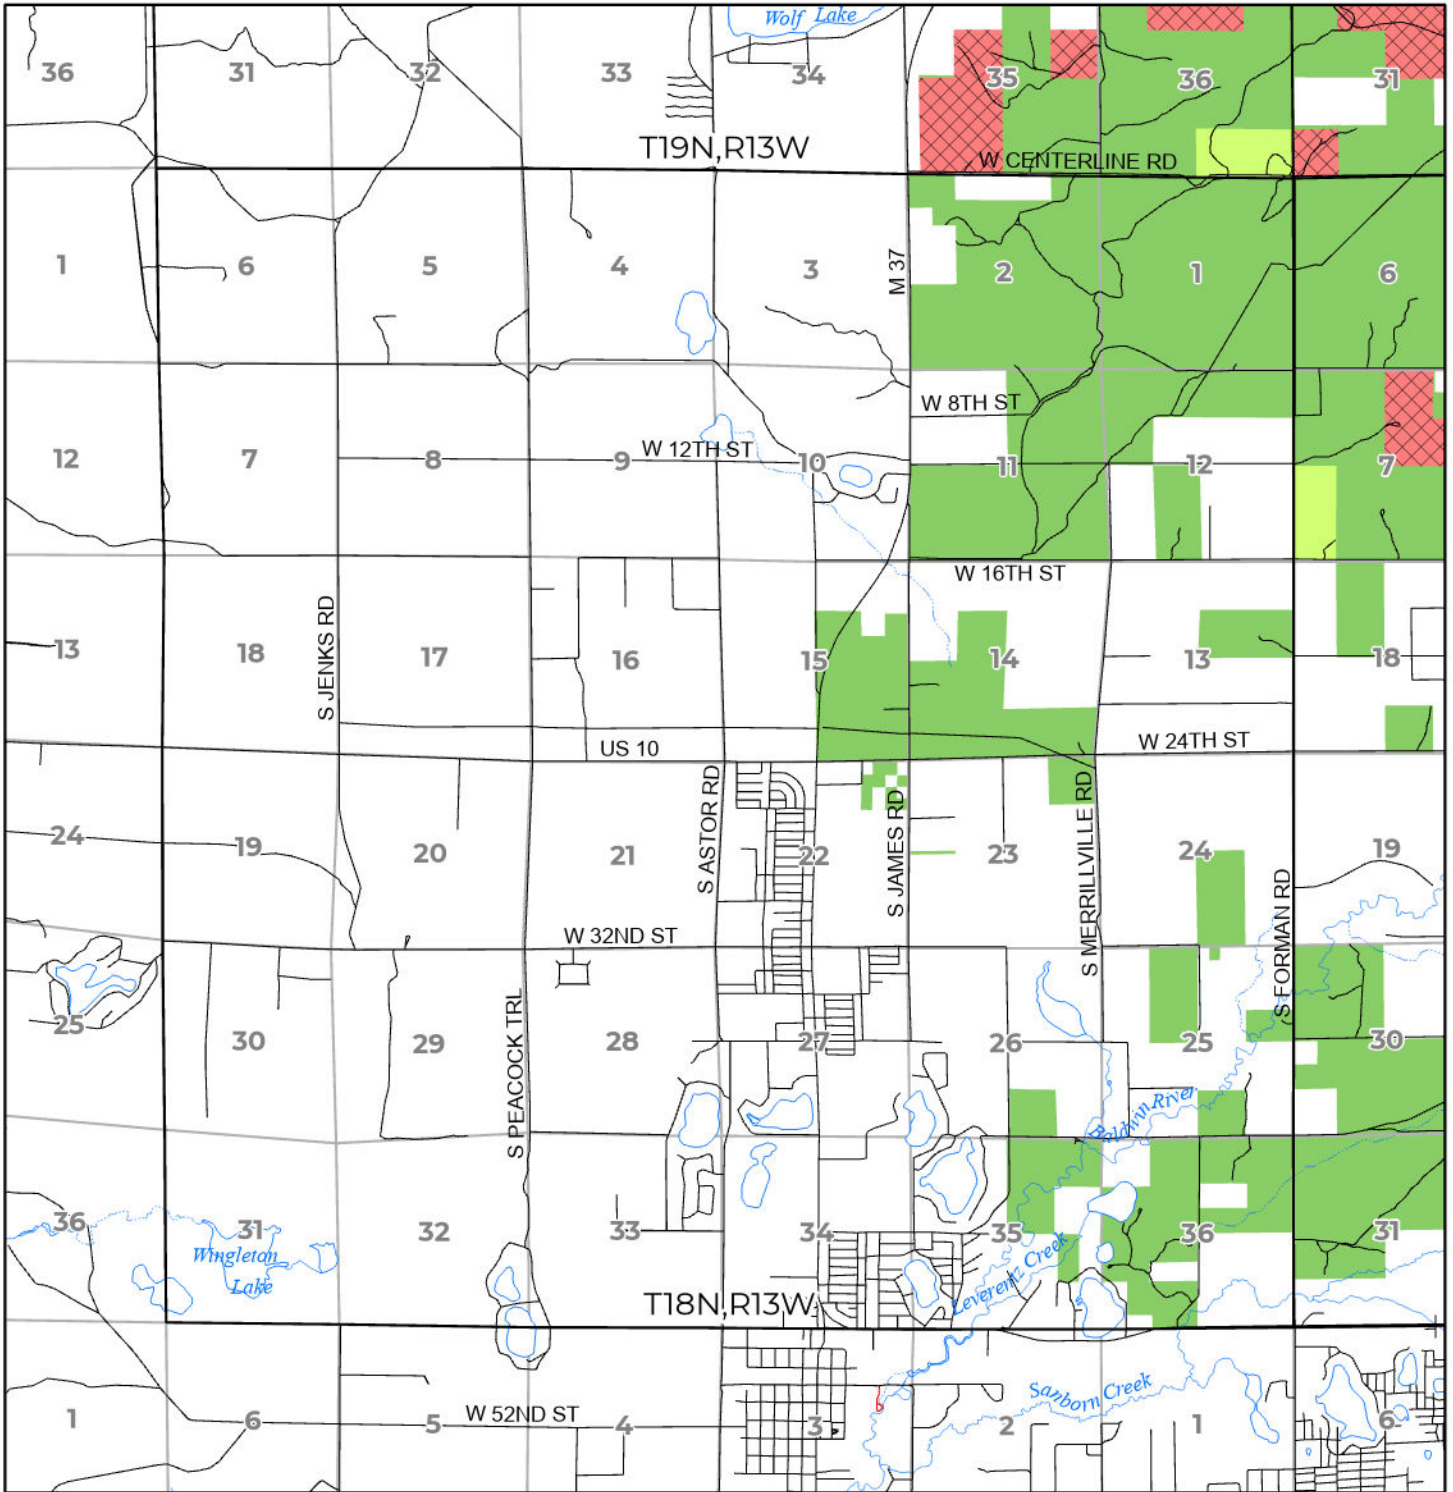 Wolf Lake
36 31 32 33 34 35 36 31
T19N,R13W
W CENTERLINE RD
1 6 5 4 3 2 1 6
M 37
W 8TH ST
W 12TH ST
12 7 8 9 10 11 12 7
W 16TH ST
S JENKS RD
13 18 17 16 15 14 13 18
US 10
W 24TH ST
S ASTOR RD
S JAMES RD
S MERRILLVILLE RD
24 19 20 21 22 23 24 19
S FORMAN RD
W 32ND ST
S PEACOCK TRL
25 30 29 28 27 26 25 30
Baldwin River
36 31 32 33 34 35 36 31
Wingleton
Lake
Leverentz Creek
T18N,R13W
Sanborn Creek
W 52ND ST
1 6 5 4 3 2 1 6